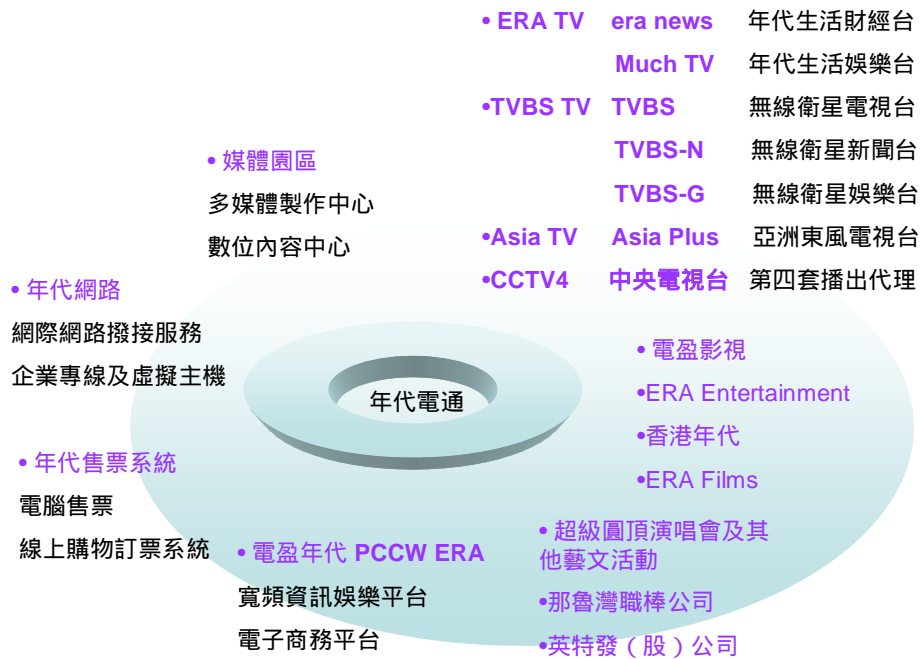 • ERA TV era news 年代生活財經台
Much TV 年代生活娛樂台
•TVBS TV TVBS 無線衛星電視台
TVBS-N 無線衛星新聞台
TVBS-G 無線衛星娛樂台
•Asia TV Asia Plus 亞洲東風電視台
•CCTV4 中央電視台 第四套播出代理
• 媒體園區
多媒體製作中心
數位內容中心
• 年代網路
網際網路撥接服務
企業專線及虛擬主機
年代電通
• 電盈影視
•ERA Entertainment
•香港年代
•ERA Films
• 年代售票系統
電腦售票
線上購物訂票系統
• 電盈年代 PCCW ERA
寬頻資訊娛樂平台
電子商務平台
• 超級圓頂演唱會及其
他藝文活動
•那魯灣職棒公司
•英特發（股）公司